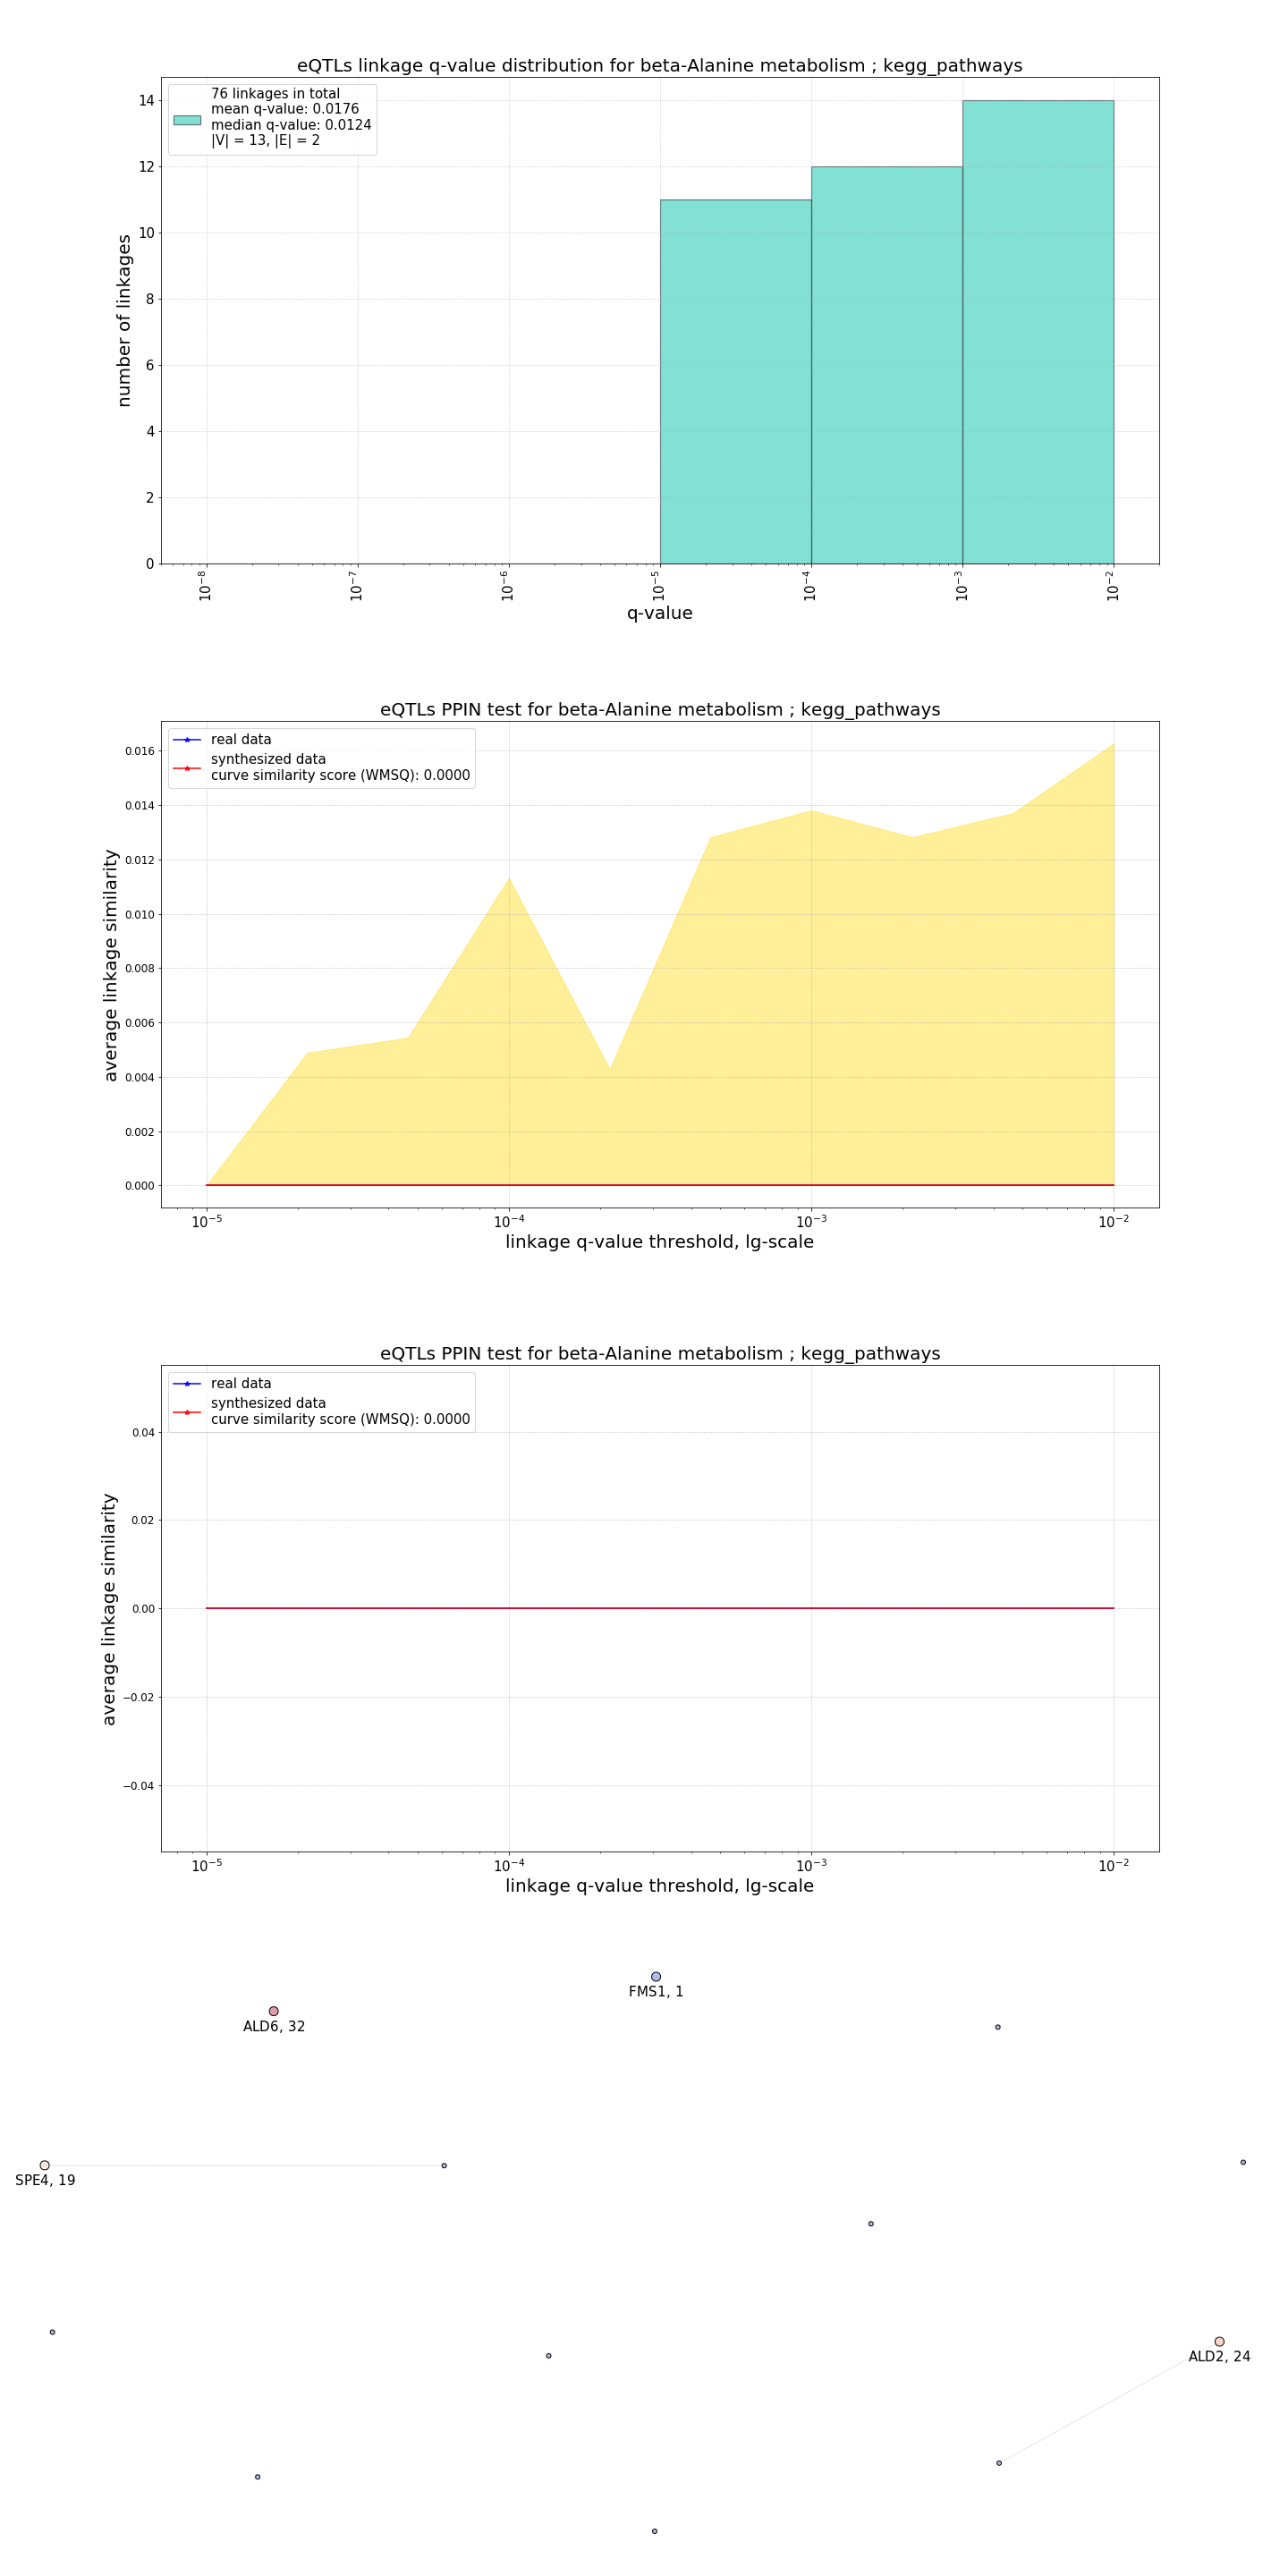 eQTLs linkage q-value distribution for beta-Alanine metabolism ; kegg_pathways
76 linkages in total
mean q-value: 0.0176
median q-value: 0.0124
|V| = 13, |E| = 2
number of linkages
14
12
10
8
6
4
2
0
10⁻⁸
10⁻⁷
10⁻⁶
10⁻⁵
10⁻⁴
10⁻³
10⁻²
q-value
eQTLs PPIN test for beta-Alanine metabolism ; kegg_pathways
real data
synthesized data
curve similarity score (WMSQ): 0.0000
average linkage similarity
0.016
0.014
0.012
0.010
0.008
0.006
0.004
0.002
0.000
10⁻⁵
10⁻⁴
10⁻³
10⁻²
linkage q-value threshold, lg-scale
eQTLs PPIN test for beta-Alanine metabolism ; kegg_pathways
real data
synthesized data
curve similarity score (WMSQ): 0.0000
average linkage similarity
0.04
0.02
0.00
−0.02
−0.04
10⁻⁵
10⁻⁴
10⁻³
10⁻²
linkage q-value threshold, lg-scale
FMS1, 1
ALD6, 32
SPE4, 19
ALD2, 24